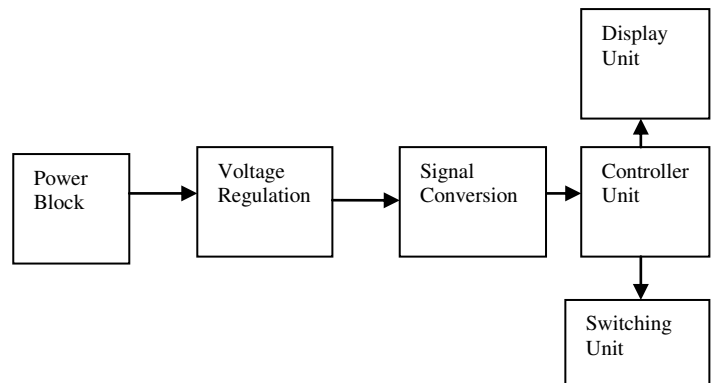 Display
Unit
Power
Block
Voltage
Regulation
Signal
Conversion
Controller
Unit
Switching
Unit